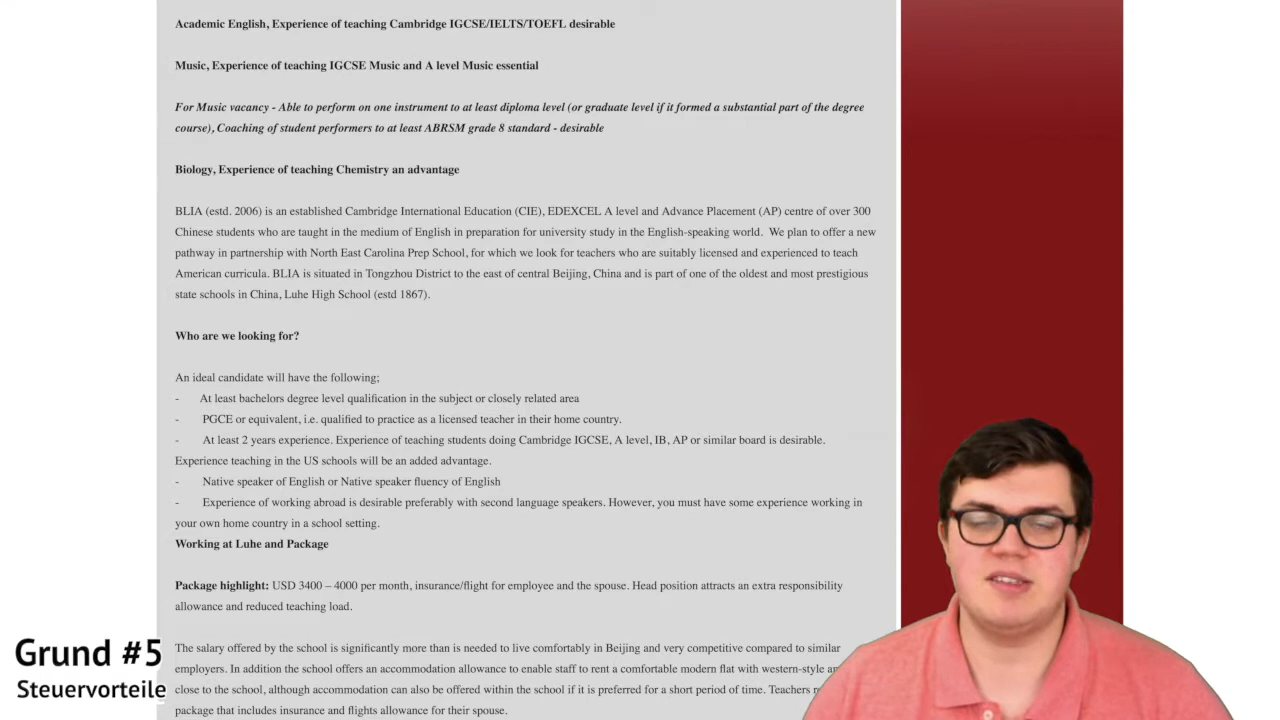 Academic English, Experience of teaching Cambridge IGCSE/IELTS/TOEFL desirable
Music, Experience of teaching IGCSE Music and A level Music essential
For Music vacancy - Able to perform on one instrument to at least diploma level (or graduate level if it formed a substantial part of the degree
course), Coaching of student performers to at least ABRSM grade 8 standard - desirable
Biology, Experience of teaching Chemistry an advantage
BLIA (estd. 2006) is an established Cambridge International Education (CIE), EDEXCEL A level and Advance Placement (AP) centre of over 300
Chinese students who are taught in the medium of English in preparation for university study in the English-speaking world.  We plan to offer a new
pathway in partnership with North East Carolina Prep School, for which we look for teachers who are suitably licensed and experienced to teach
American curricula. BLIA is situated in Tongzhou District to the east of central Beijing, China and is part of one of the oldest and most prestigious
state schools in China, Luhe High School (estd 1867).
Who are we looking for?
An ideal candidate will have the following;
- At least bachelors degree level qualification in the subject or closely related area
- PGCE or equivalent, i.e. qualified to practice as a licensed teacher in their home country.
- At least 2 years experience. Experience of teaching students doing Cambridge IGCSE, A level, IB, AP or similar board is desirable.
Experience teaching in the US schools will be an added advantage.
- Native speaker of English or Native speaker fluency of English
- Experience of working abroad is desirable preferably with second language speakers. However, you must have some experience working in
your own home country in a school setting.
Working at Luhe and Package
Package highlight: USD 3400 – 4000 per month, insurance/flight for employee and the spouse. Head position attracts an extra responsibility
allowance and reduced teaching load.
The salary offered by the school is significantly more than is needed to live comfortably in Beijing and very competitive compared to similar
employers. In addition the school offers an accommodation allowance to enable staff to rent a comfortable modern flat with western-style
close to the school, although accommodation can also be offered within the school if it is preferred for a short period of time. Teachers
package that includes insurance and flights allowance for their spouse.
Grund #5
Steuervorteile